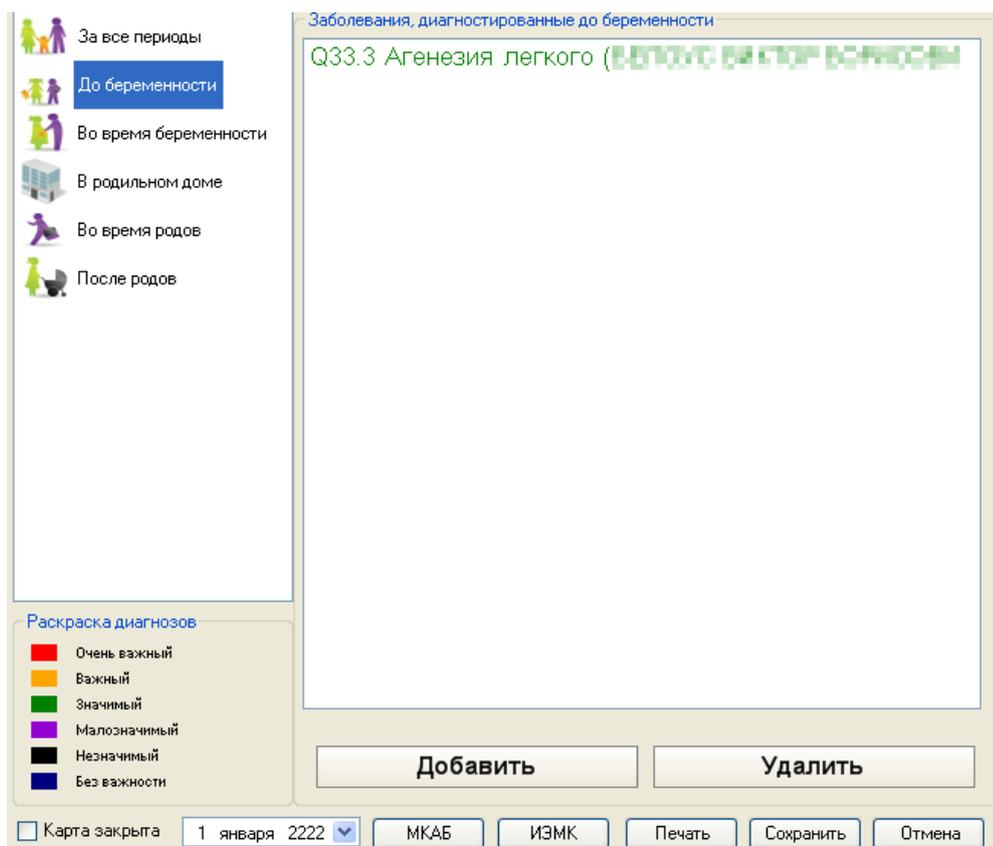 За все периоды
До беременности
Во время беременности
В родильном доме
Во время родов
После родов
Заболевания, диагностированные до беременности
Q33.3 Агенезия легкого (
Раскраска диагнозов
Очень важный
Важный
Значимый
Малозначимый
Незначимый
Без важности
Добавить
Удалить
Карта закрыта
1 января 2222
МКАБ
ИЭМК
Печать
Сохранить
Отмена